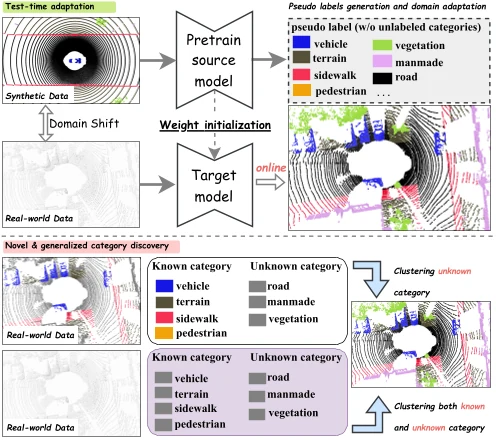 Test-time adaptation
Pseudo labels generation and domain adaptation
Synthetic Data
Pretrain
source
model
pseudo label (w/o unlabeled categories)
vehicle
vegetation
terrain
manmade
sidewalk
road
pedestrian
...
Domain Shift
Weight initialization
Real-world Data
Target
model
online
Novel & generalized category discovery
Real-world Data
Known category
Unknown category
vehicle
road
terrain
manmade
sidewalk
vegetation
pedestrian
Clustering unknown
category
Real-world Data
Known category
Unknown category
vehicle
road
terrain
manmade
sidewalk
vegetation
pedestrian
Clustering both known
and unknown category